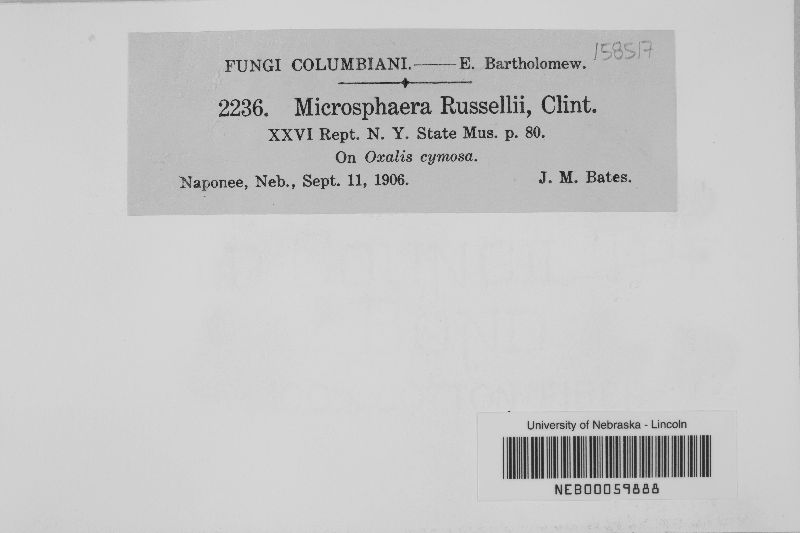 FUNGI COLUMBIANI.——E. Bartholomew. 158517
2236. Microsphaera Russellii, Clint.
XXVI Rept. N. Y. State Mus. p. 80.
On Oxalis cymosa.
Naponee, Neb., Sept. 11, 1906. J. M. Bates.
University of Nebraska - Lincoln
NEB00059888